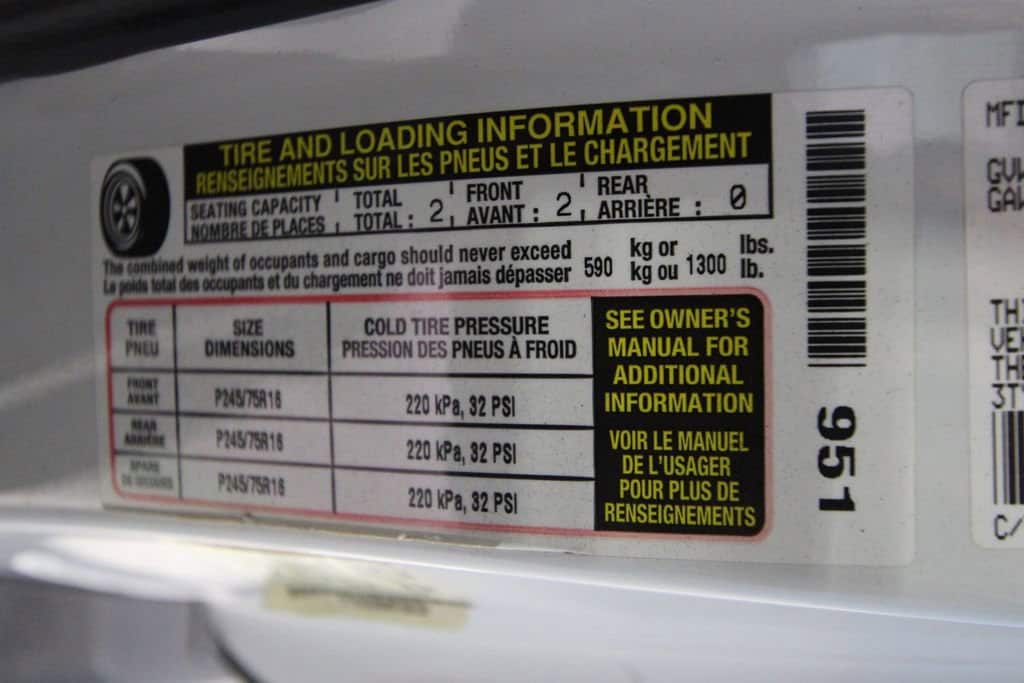 TIRE AND LOADING INFORMATION
RENSEIGNEMENTS SUR LES PNEUS ET LE CHARGEMENT
SEATING CAPACITY TOTAL FRONT REAR
NOMBRE DE PLACES TOTAL : 2 AVANT : 2 ARRIÈRE : 0
The combined weight of occupants and cargo should never exceed 590 kg or 1300 lbs.
Le poids total des occupants et du chargement ne doit jamais dépasser kg ou lb.
TIRE SIZE COLD TIRE PRESSURE
PNEU DIMENSIONS PRESSION DES PNEUS À FROID
FRONT
AVANT
P245/75R16 220 kPa, 32 PSI
REAR
ARRIÈRE
P245/75R16 220 kPa, 32 PSI
SPARE
DE SECOURS
P245/75R16 220 kPa, 32 PSI
SEE OWNER'S
MANUAL FOR
ADDITIONAL
INFORMATION
VOIR LE MANUEL
DE L'USAGER
POUR PLUS DE
RENSEIGNEMENTS
951
C/